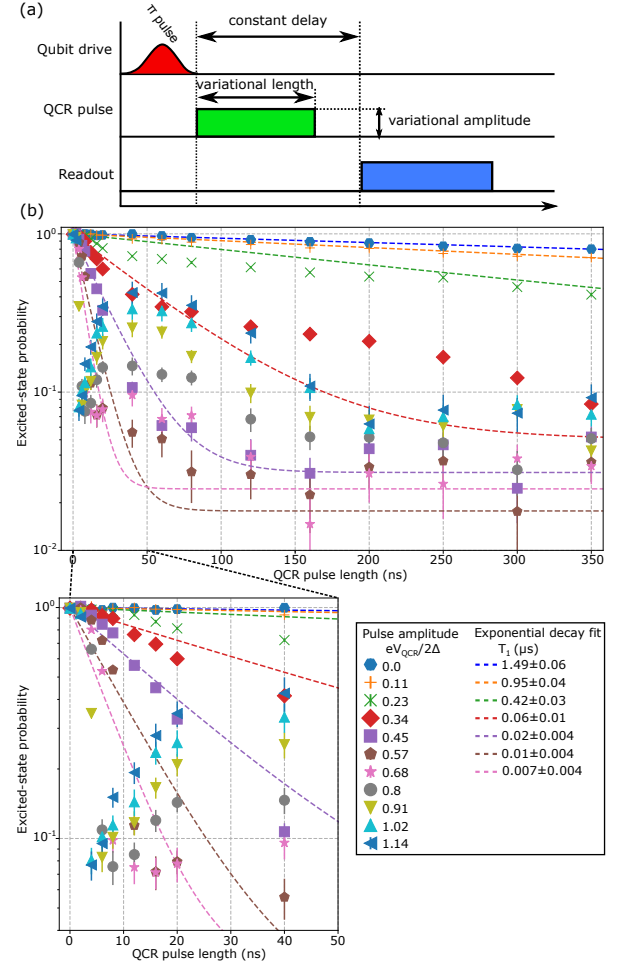 (a)
π pulse
constant delay
Qubit drive
variational length
QCR pulse
variational amplitude
Readout
(b)
10⁰
10⁻¹
10⁻²
Excited-state probability
0 50 100 150 200 250 300 350
QCR pulse length (ns)
10⁰
10⁻¹
Excited-state probability
0 10 20 30 40 50
QCR pulse length (ns)
Pulse amplitude
eV_QCR/2Δ
0.0
0.11
0.23
0.34
0.45
0.57
0.68
0.8
0.91
1.02
1.14
Exponential decay fit
T₁ (μs)
1.49±0.06
0.95±0.04
0.42±0.03
0.06±0.01
0.02±0.004
0.01±0.004
0.007±0.004